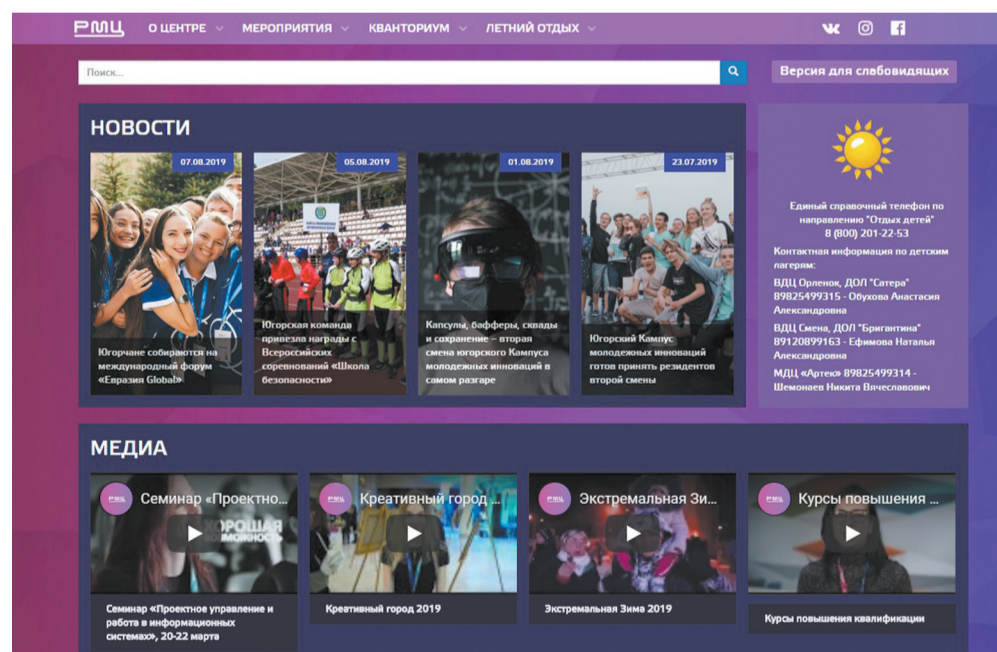 РМЦ О ЦЕНТРЕ МЕРОПРИЯТИЯ КВАНТОРИУМ ЛЕТНИЙ ОТДЫХ
Поиск...
Версия для слабовидящих
НОВОСТИ
07.08.2019
Югорчане собираются на
международный форум
«Евразия Global»
05.08.2019
Югорская команда
привезла награды с
Всероссийских
соревнований «Школа
безопасности»
01.08.2019
Капсулы, бафферы, сквады
и сохранение – вторая
смена югорского Кампуса
молодежных инноваций в
самом разгаре
23.07.2019
Югорский Кампус
молодежных инноваций
готов принять резидентов
второй смены
Единый справочный телефон по
направлению "Отдых детей"
8 (800) 201-22-53
Контактная информация по детским
лагерям:
ВДЦ Орленок, ДОЛ "Сатера"
89825499315 - Обухова Анастасия
Александровна
ВДЦ Смена, ДОЛ "Бригантина"
89120899163 - Ефимова Наталья
Александровна
МДЦ «Артек» 89825499314 -
Шемонаев Никита Вячеславович
МЕДИА
РМЦ Семинар «Проектно...
ХОРОШАЯ
ВОЗМОЖНОСТЬ
Семинар «Проектное управление и
работа в информационных
системах», 20-22 марта
РМЦ Креативный город ...
Креативный город 2019
РМЦ Экстремальная Зи...
Экстремальная Зима 2019
РМЦ Курсы повышения ...
Курсы повышения квалификации